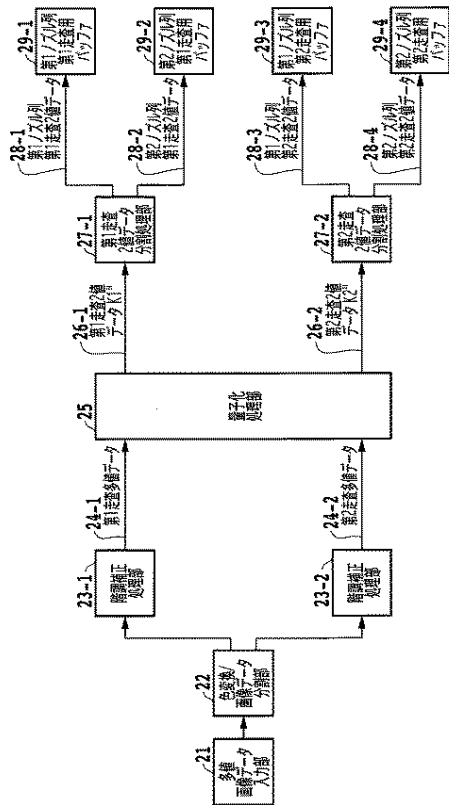 21
多値
画像データ
入力部
22
色変換/
画像データ
分割部
23-1
階調補正
処理部
23-2
階調補正
処理部
24-1
第1走査多値データ
24-2
第2走査多値データ
25
量子化
処理部
26-1
第1走査2値
データ K1"
26-2
第2走査2値
データ K2"
27-1
第1走査
2値データ
分割処理部
27-2
第2走査
2値データ
分割処理部
28-1
第1ノズル列
第1走査2値データ
28-2
第2ノズル列
第1走査2値データ
28-3
第1ノズル列
第2走査2値データ
28-4
第2ノズル列
第2走査2値データ
29-1
第1ノズル列
第1走査用
バッファ
29-2
第2ノズル列
第1走査用
バッファ
29-3
第1ノズル列
第2走査用
バッファ
29-4
第2ノズル列
第2走査用
バッファ